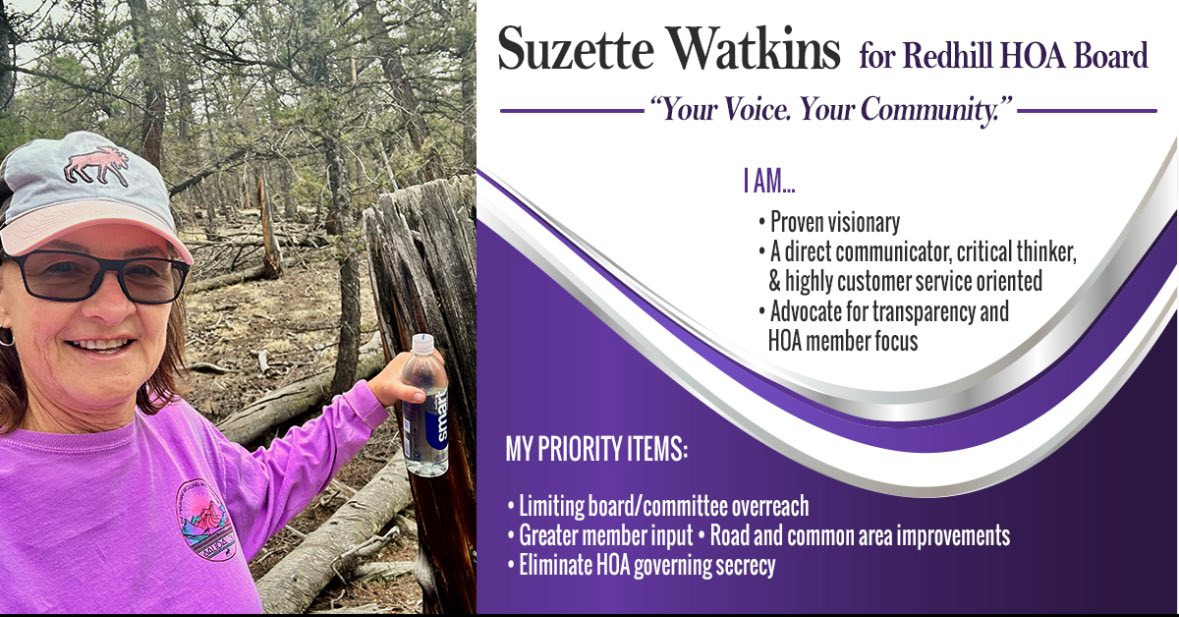 Suzette Watkins for Redhill HOA Board
“Your Voice. Your Community.”
I AM...
• Proven visionary
• A direct communicator, critical thinker,
& highly customer service oriented
• Advocate for transparency and
HOA member focus
MY PRIORITY ITEMS:
• Limiting board/committee overreach
• Greater member input • Road and common area improvements
• Eliminate HOA governing secrecy
smart